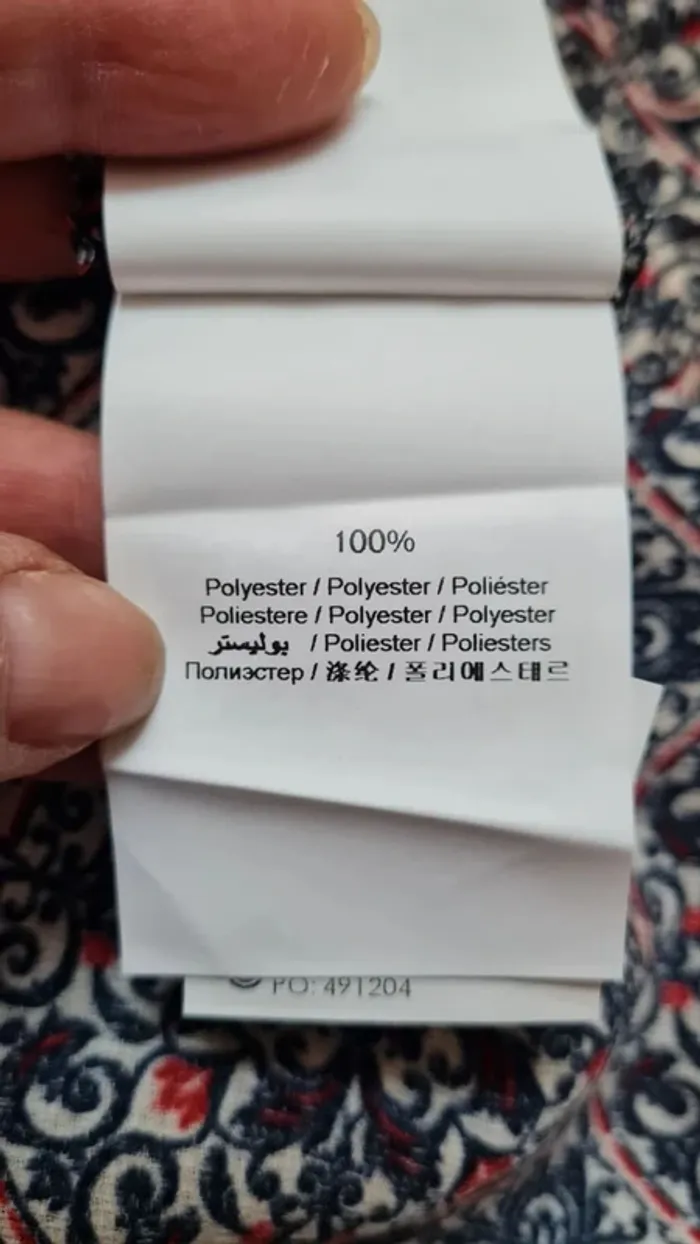 100%
Polyester / Polyester / Poliéster
Poliestere / Polyester / Polyester
بوليستر / Poliester / Poliesters
Полиэстер / 涤纶 / 폴리에스테르
PO: 491204